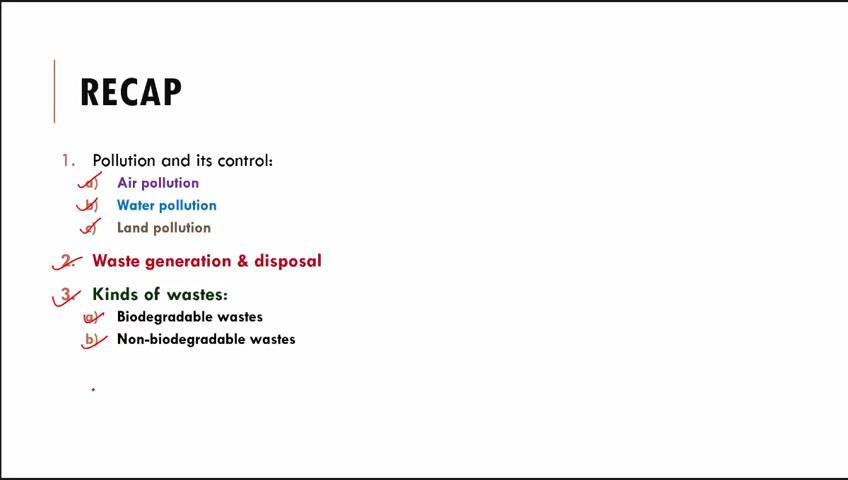 RECAP
1. Pollution and its control:
a) Air pollution
b) Water pollution
c) Land pollution
2. Waste generation & disposal
3. Kinds of wastes:
a) Biodegradable wastes
b) Non-biodegradable wastes